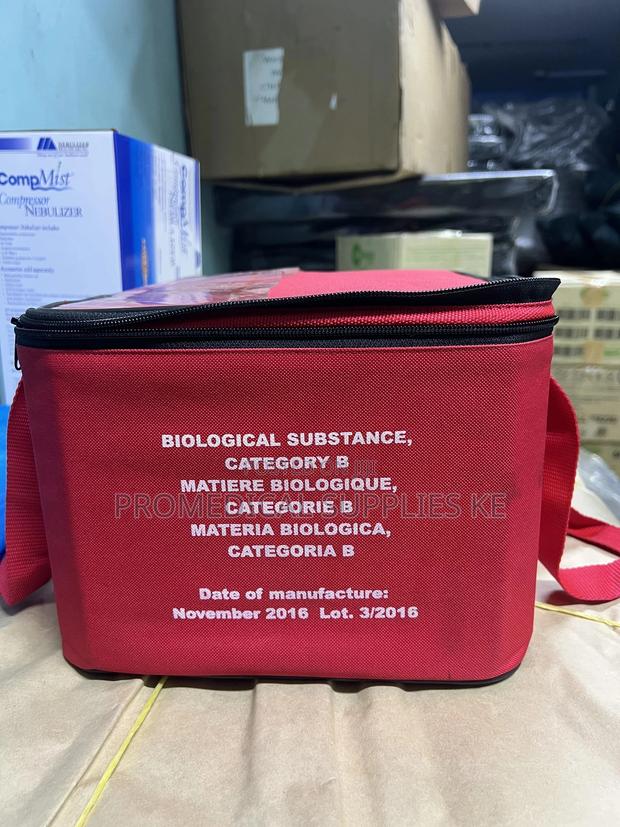 CompMist
Compressor
NEBULIZER
BIOLOGICAL SUBSTANCE,
CATEGORY B
MATIERE BIOLOGIQUE,
PROMEDICAL SUPPLIES KE
CATEGORIE B
MATERIA BIOLOGICA,
CATEGORIA B
Date of manufacture:
November 2016 Lot. 3/2016